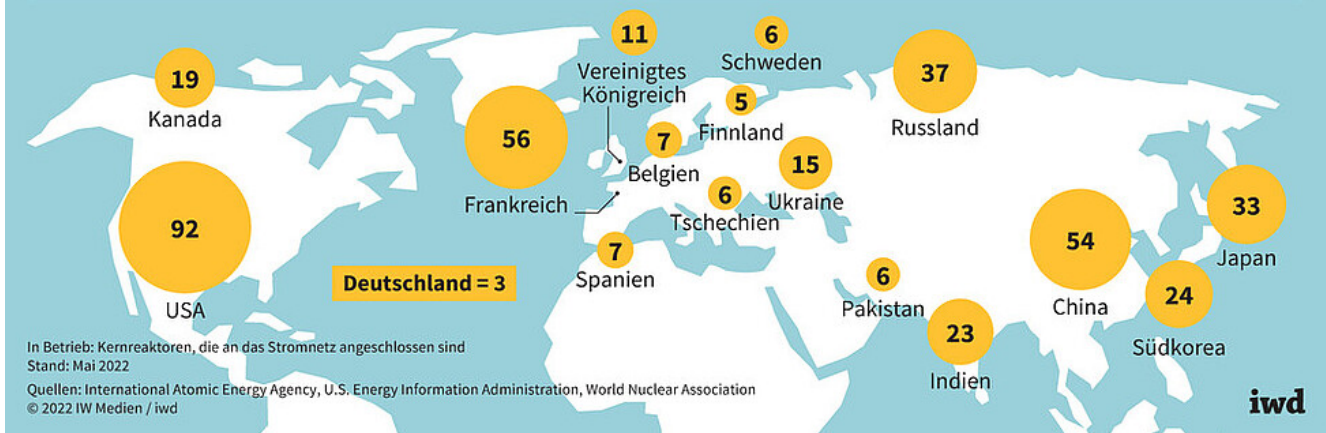 11
Vereinigtes
Königreich
6
Schweden
37
Russland
19
Kanada
56
Frankreich
5
Finnland
7
Belgien
15
Ukraine
6
Tschechien
92
USA
7
Spanien
Deutschland = 3
6
Pakistan
23
Indien
54
China
33
Japan
24
Südkorea
In Betrieb: Kernreaktoren, die an das Stromnetz angeschlossen sind
Stand: Mai 2022
Quellen: International Atomic Energy Agency, U.S. Energy Information Administration, World Nuclear Association
© 2022 IW Medien / iwd
iwd